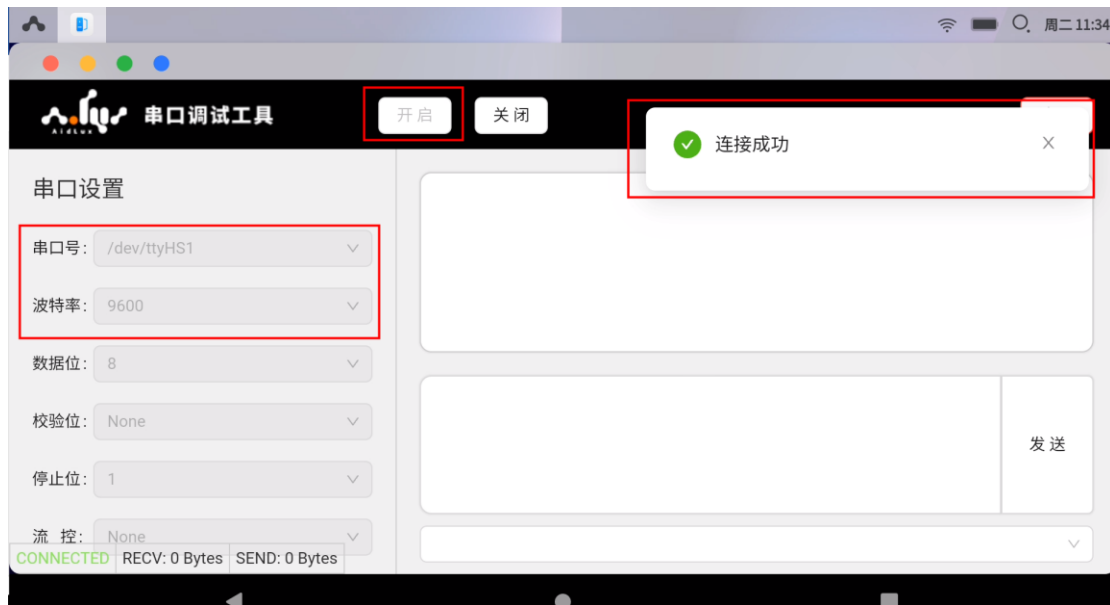 周二 11:34
AidLux
串口调试工具
开启
关闭
连接成功
串口设置
串口号: /dev/ttyHS1
波特率: 9600
数据位: 8
校验位: None
停止位: 1
流 控: None
发送
CONNECTED RECV: 0 Bytes SEND: 0 Bytes